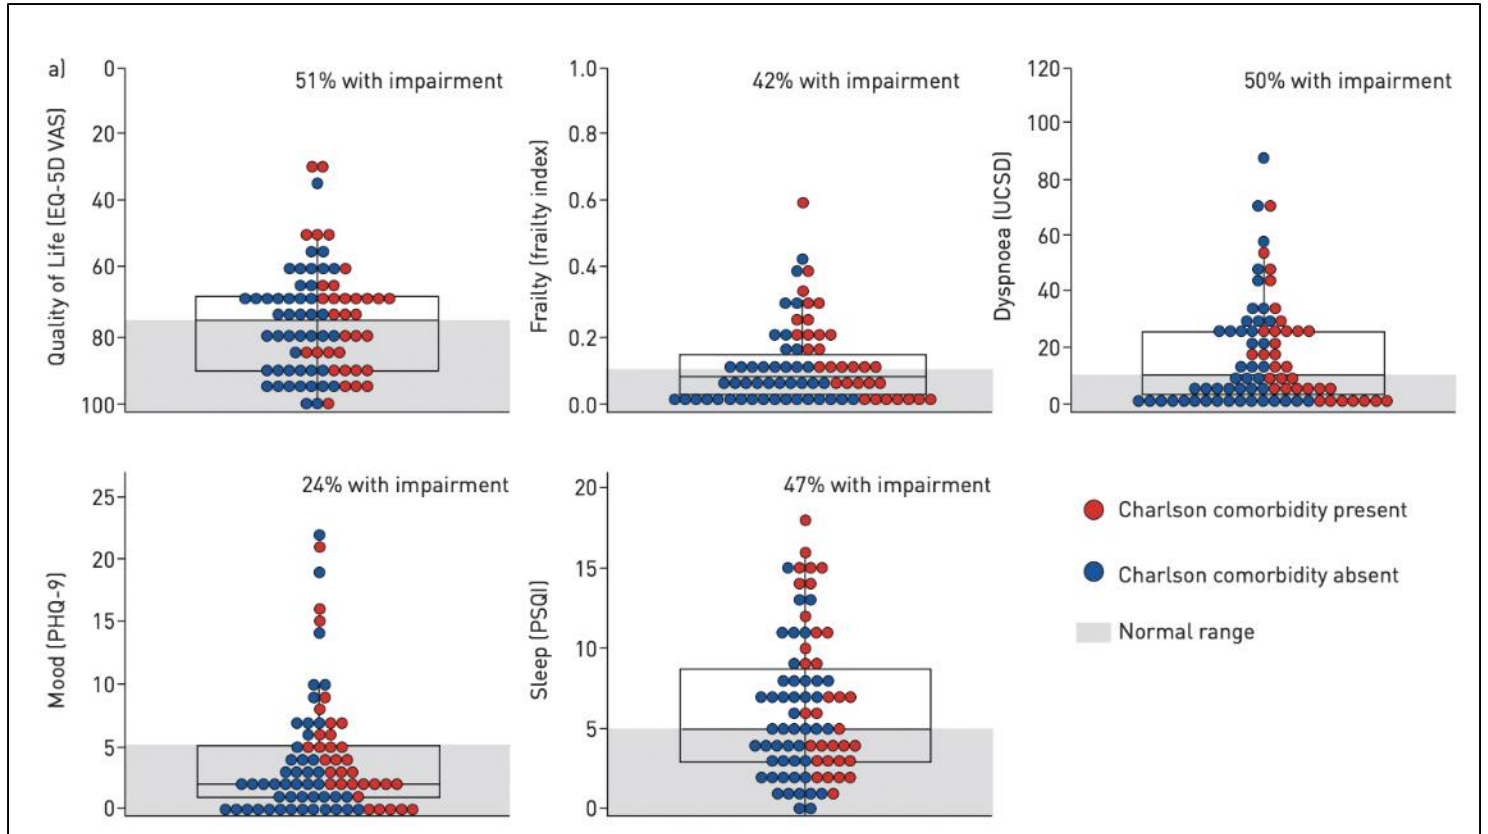 a)
Quality of Life (EQ-5D VAS)
0
20
40
60
80
100
51% with impairment
Frailty (frailty index)
1.0
0.8
0.6
0.4
0.2
0.0
42% with impairment
Dyspnoea (UCSD)
120
100
80
60
40
20
0
50% with impairment
Mood (PHQ-9)
25
20
15
10
5
0
24% with impairment
Sleep (PSQI)
20
15
10
5
0
47% with impairment
Charlson comorbidity present
Charlson comorbidity absent
Normal range